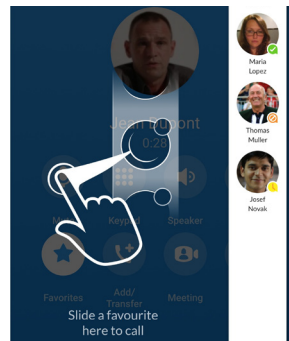 Jean Dupont
0:28
Mute
Keypad
Speaker
Favorites
Add/
Transfer
Meeting
Slide a favourite
here to call
Maria
Lopez
Thomas
Muller
Josef
Novak